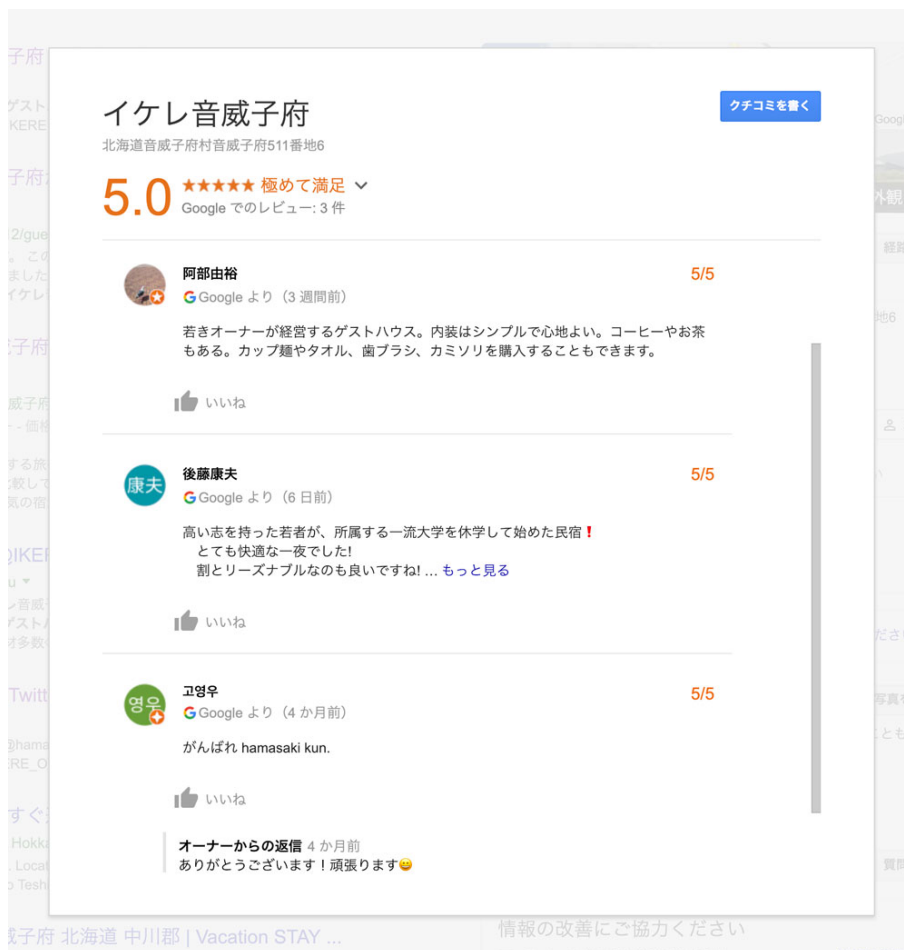 イケレ音威子府
クチコミを書く
北海道音威子府村音威子府511番地6
5.0 ★★★★★ 極めて満足
Google でのレビュー: 3 件
阿部由裕
5/5
Google より（3 週間前）
若きオーナーが経営するゲストハウス。内装はシンプルで心地よい。コーヒーやお茶
もある。カップ麺やタオル、歯ブラシ、カミソリを購入することもできます。
いいね
康夫
後藤康夫
5/5
Google より（6 日前）
高い志を持った若者が、所属する一流大学を休学して始めた民宿❗
とても快適な一夜でした!
割とリーズナブルなのも良いですね! ... もっと見る
いいね
영우
고영우
5/5
Google より（4 か月前）
がんばれ hamasaki kun.
いいね
オーナーからの返信 4 か月前
ありがとうございます！頑張ります😄
子府 北海道 中川郡 | Vacation STAY ...
情報の改善にご協力ください